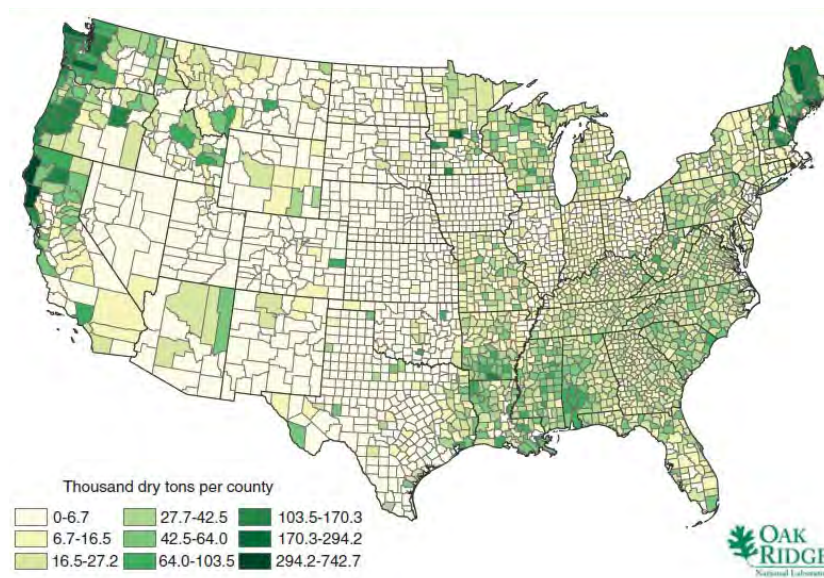 Thousand dry tons per county
0-6.7 27.7-42.5 103.5-170.3
6.7-16.5 42.5-64.0 170.3-294.2
16.5-27.2 64.0-103.5 294.2-742.7
OAK
RIDGE
National Laboratory